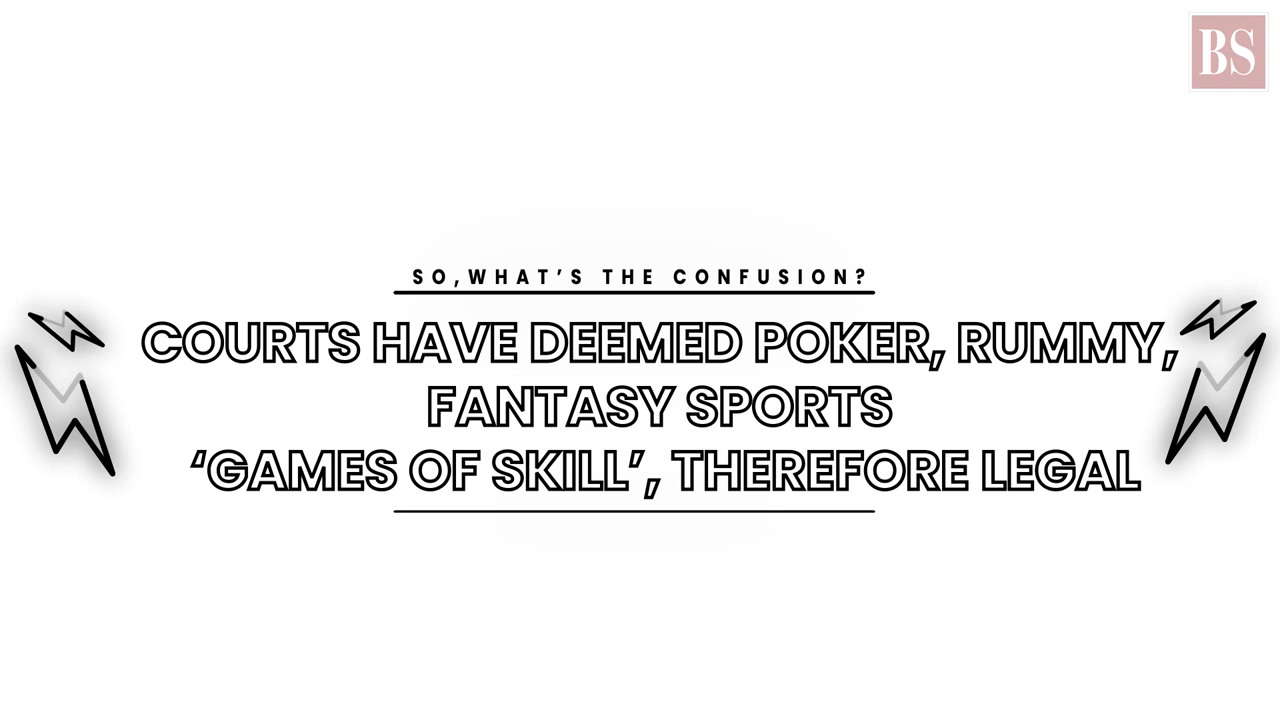 BS
SO,WHAT'S THE CONFUSION?
COURTS HAVE DEEMED POKER, RUMMY,
FANTASY SPORTS
‘GAMES OF SKILL’, THEREFORE LEGAL